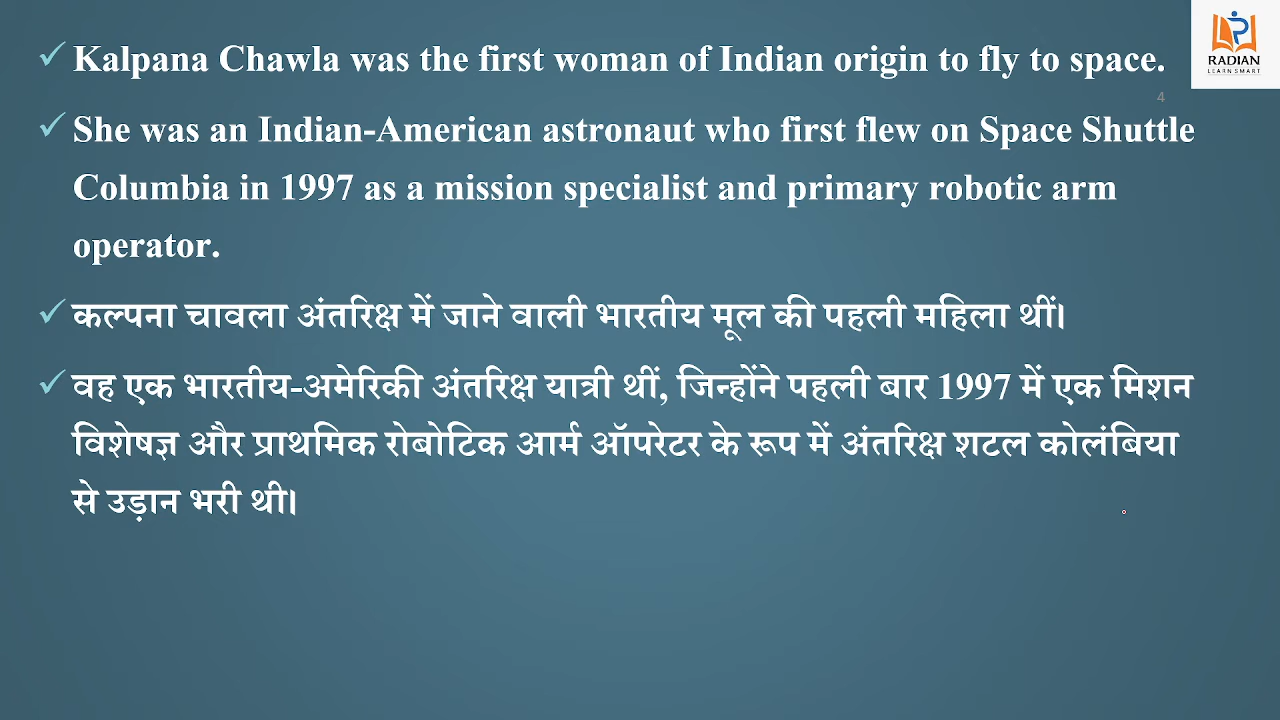 Kalpana Chawla was the first woman of Indian origin to fly to space.
RADIAN
LEARN SMART
4
She was an Indian-American astronaut who first flew on Space Shuttle
Columbia in 1997 as a mission specialist and primary robotic arm
operator.
कल्पना चावला अंतरिक्ष में जाने वाली भारतीय मूल की पहली महिला थीं।
वह एक भारतीय-अमेरिकी अंतरिक्ष यात्री थीं, जिन्होंने पहली बार 1997 में एक मिशन
विशेषज्ञ और प्राथमिक रोबोटिक आर्म ऑपरेटर के रूप में अंतरिक्ष शटल कोलंबिया
से उड़ान भरी थी।